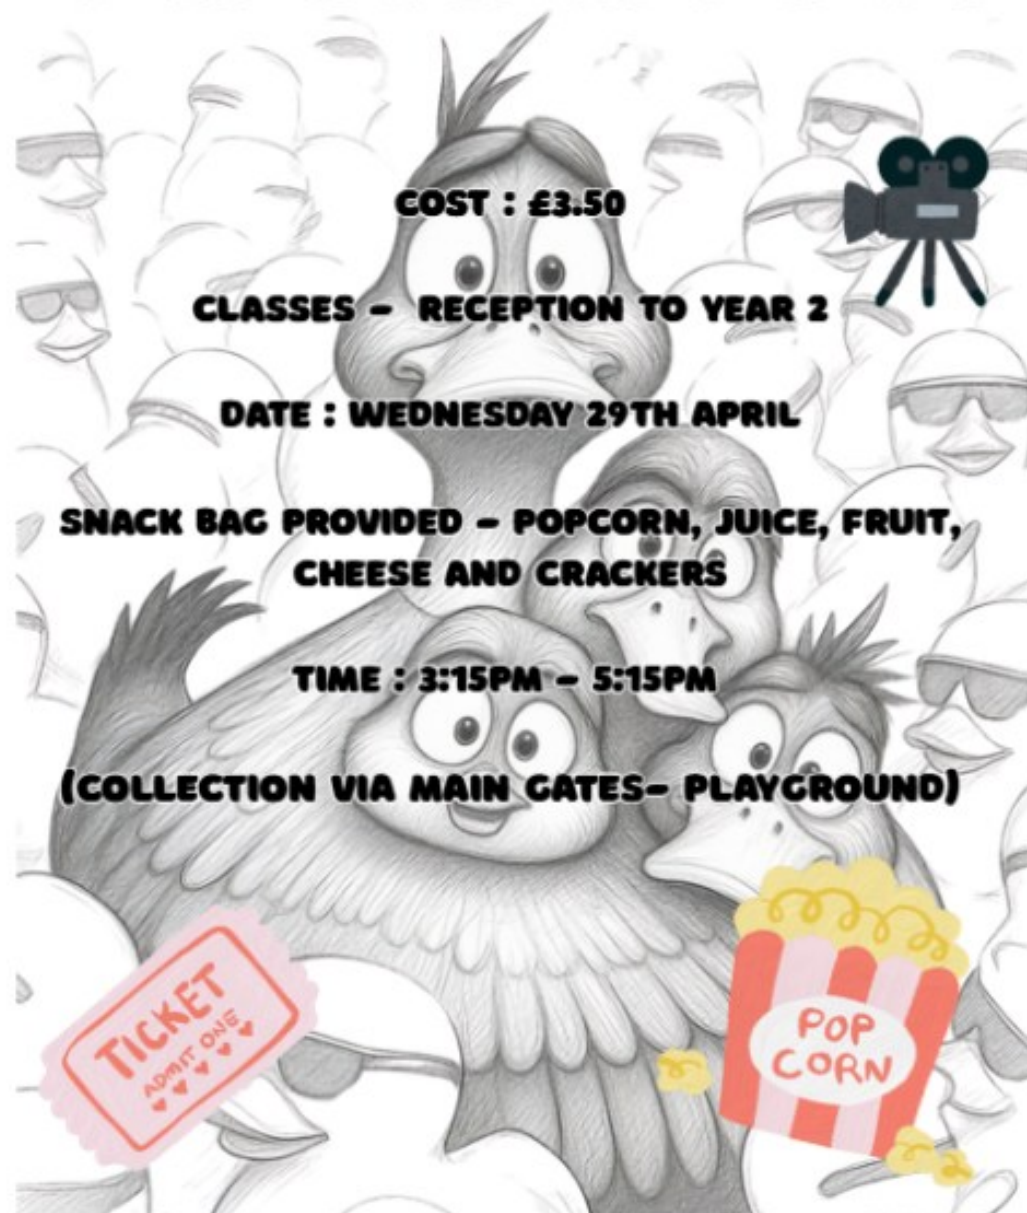 COST : £3.50
CLASSES – RECEPTION TO YEAR 2
DATE : WEDNESDAY 29TH APRIL
SNACK BAG PROVIDED – POPCORN, JUICE, FRUIT,
CHEESE AND CRACKERS
TIME : 3:15PM – 5:15PM
(COLLECTION VIA MAIN GATES– PLAYGROUND)
TICKET
ADMIT ONE
POP
CORN